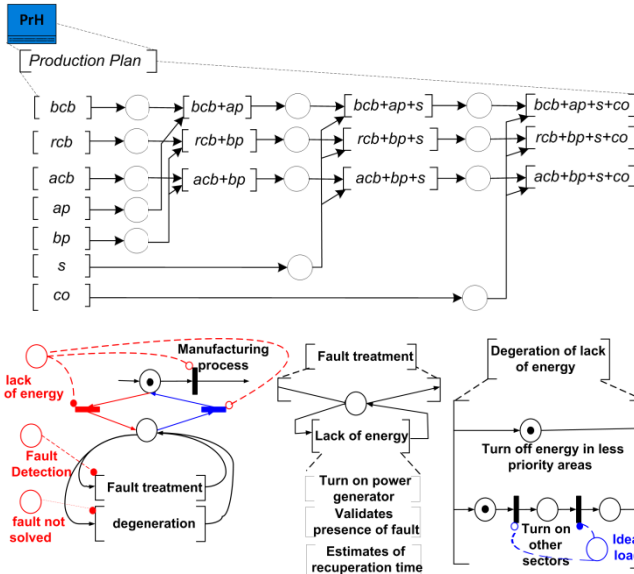 PrH
Production Plan
bcb
bcb+ap
bcb+ap+s
bcb+ap+s+co
rcb
rcb+bp
rcb+bp+s
rcb+bp+s+co
acb
acb+bp
acb+bp+s
acb+bp+s+co
ap
bp
s
co
Manufacturing
process
lack
of energy
Fault
Detection
Fault treatment
fault not
solved
degeneration
Fault treatment
Lack of energy
Turn on power
generator
Validates
presence of fault
Estimates of
recuperation time
Degeration of lack
of energy
Turn off energy in less
priority areas
Turn on
other
sectors
Idea
loa